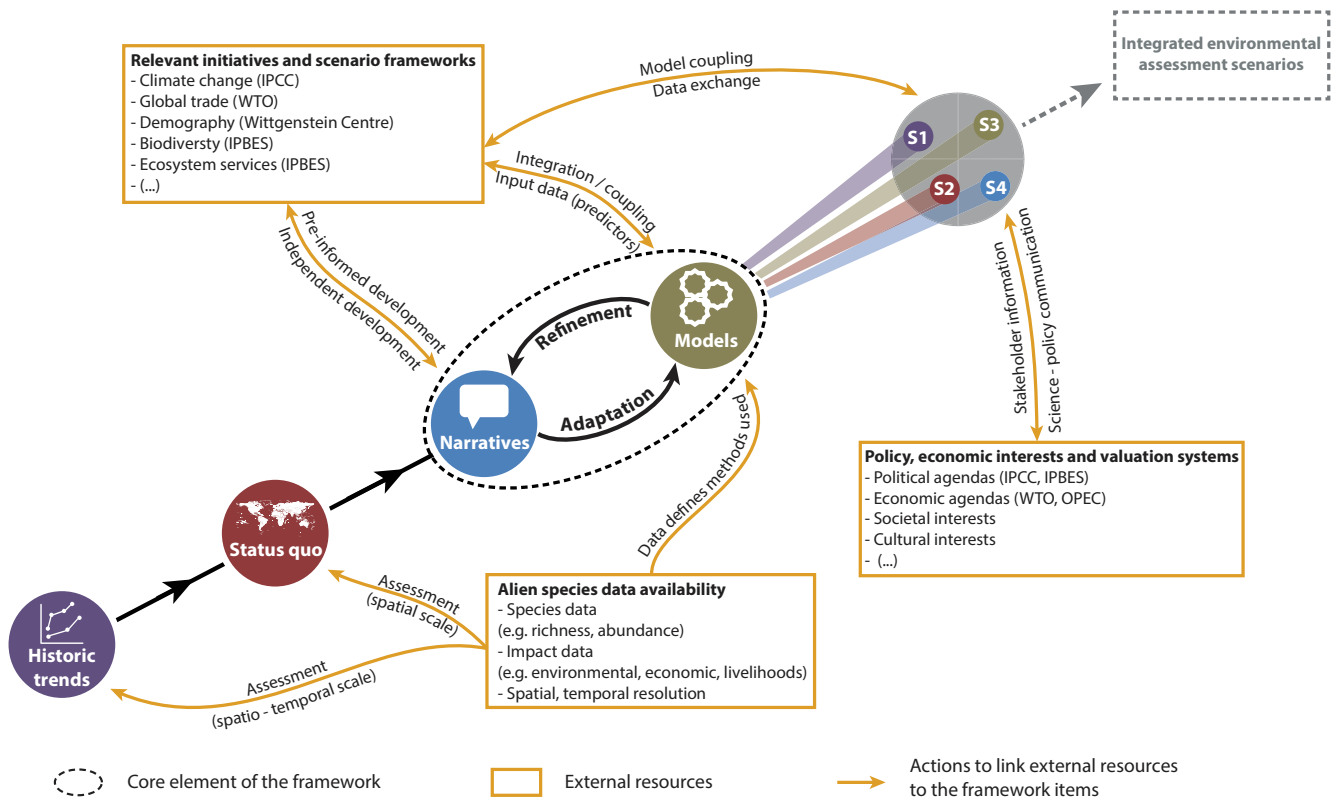 Relevant initiatives and scenario frameworks
- Climate change (IPCC)
- Global trade (WTO)
- Demography (Wittgenstein Centre)
- Biodiversty (IPBES)
- Ecosystem services (IPBES)
- (...)
Model coupling
Data exchange
Integrated environmental
assessment scenarios
S1
S3
S2
S4
Integration / coupling
Input data (predictors)
Pre-informed development
Independent development
Stakeholder information
Science - policy communication
Refinement
Models
Adaptation
Narratives
Data defines methods used
Policy, economic interests and valuation systems
- Political agendas (IPCC, IPBES)
- Economic agendas (WTO, OPEC)
- Societal interests
- Cultural interests
- (...)
Status quo
Assessment
(spatial scale)
Alien species data availability
- Species data
(e.g. richness, abundance)
- Impact data
(e.g. environmental, economic, livelihoods)
- Spatial, temporal resolution
Historic
trends
Assessment
(spatio - temporal scale)
Core element of the framework
External resources
Actions to link external resources
to the framework items